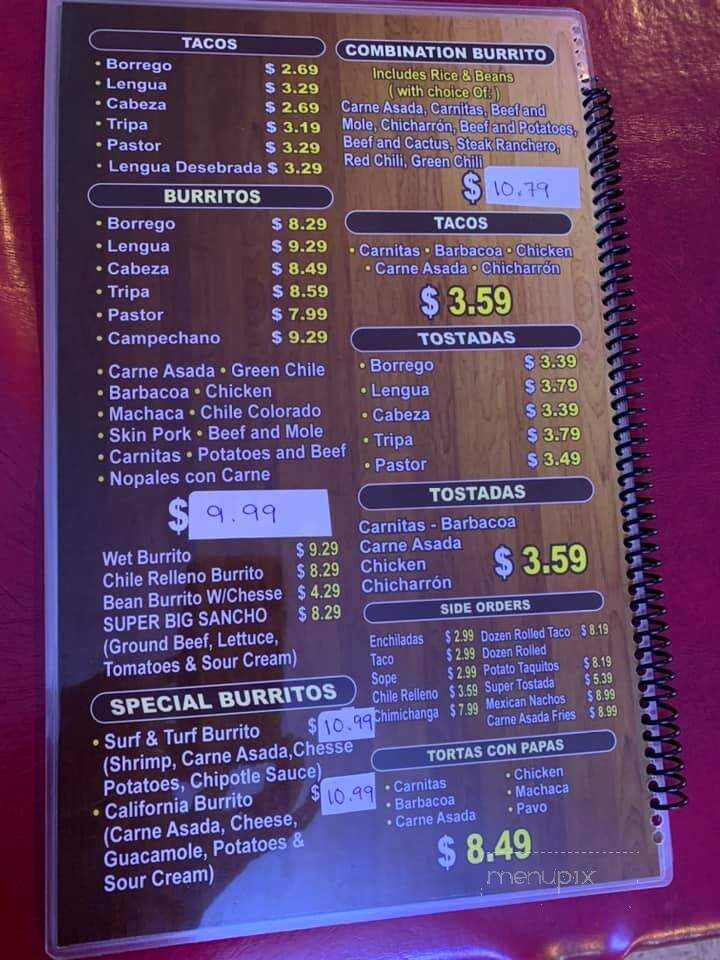 TACOS
• Borrego $ 2.69
• Lengua $ 3.29
• Cabeza $ 2.69
• Tripa $ 3.19
• Pastor $ 3.29
• Lengua Desebrada $ 3.29
BURRITOS
• Borrego $ 8.29
• Lengua $ 9.29
• Cabeza $ 8.49
• Tripa $ 8.59
• Pastor $ 7.99
• Campechano $ 9.29
• Carne Asada • Green Chile
• Barbacoa • Chicken
• Machaca • Chile Colorado
• Skin Pork • Beef and Mole
• Carnitas • Potatoes and Beef
• Nopales con Carne
$ 9.99
Wet Burrito $ 9.29
Chile Relleno Burrito $ 8.29
Bean Burrito W/Chesse $ 4.29
SUPER BIG SANCHO $ 8.29
(Ground Beef, Lettuce,
Tomatoes & Sour Cream)
SPECIAL BURRITOS
• Surf & Turf Burrito $ 10.99
(Shrimp, Carne Asada,Chesse
Potatoes, Chipotle Sauce)
• California Burrito $ 10.99
(Carne Asada, Cheese,
Guacamole, Potatoes &
Sour Cream)
COMBINATION BURRITO
Includes Rice & Beans
( with choice Of: )
Carne Asada, Carnitas, Beef and
Mole, Chicharrón, Beef and Potatoes,
Beef and Cactus, Steak Ranchero,
Red Chili, Green Chili
$ 10.79
TACOS
• Carnitas • Barbacoa • Chicken
• Carne Asada • Chicharrón
$ 3.59
TOSTADAS
• Borrego $ 3.39
• Lengua $ 3.79
• Cabeza $ 3.39
• Tripa $ 3.79
• Pastor $ 3.49
TOSTADAS
Carnitas - Barbacoa
Carne Asada
Chicken
Chicharrón
$ 3.59
SIDE ORDERS
Enchiladas $ 2.99
Taco $ 2.99
Sope $ 2.99
Chile Relleno $ 3.59
Chimichanga $ 7.99
Dozen Rolled Taco $ 8.19
Dozen Rolled
Potato Taquitos $ 8.19
Super Tostada $ 5.39
Mexican Nachos $ 8.99
Carne Asada Fries $ 8.99
TORTAS CON PAPAS
• Carnitas
• Barbacoa
• Carne Asada
• Chicken
• Machaca
• Pavo
$ 8.49
menupix